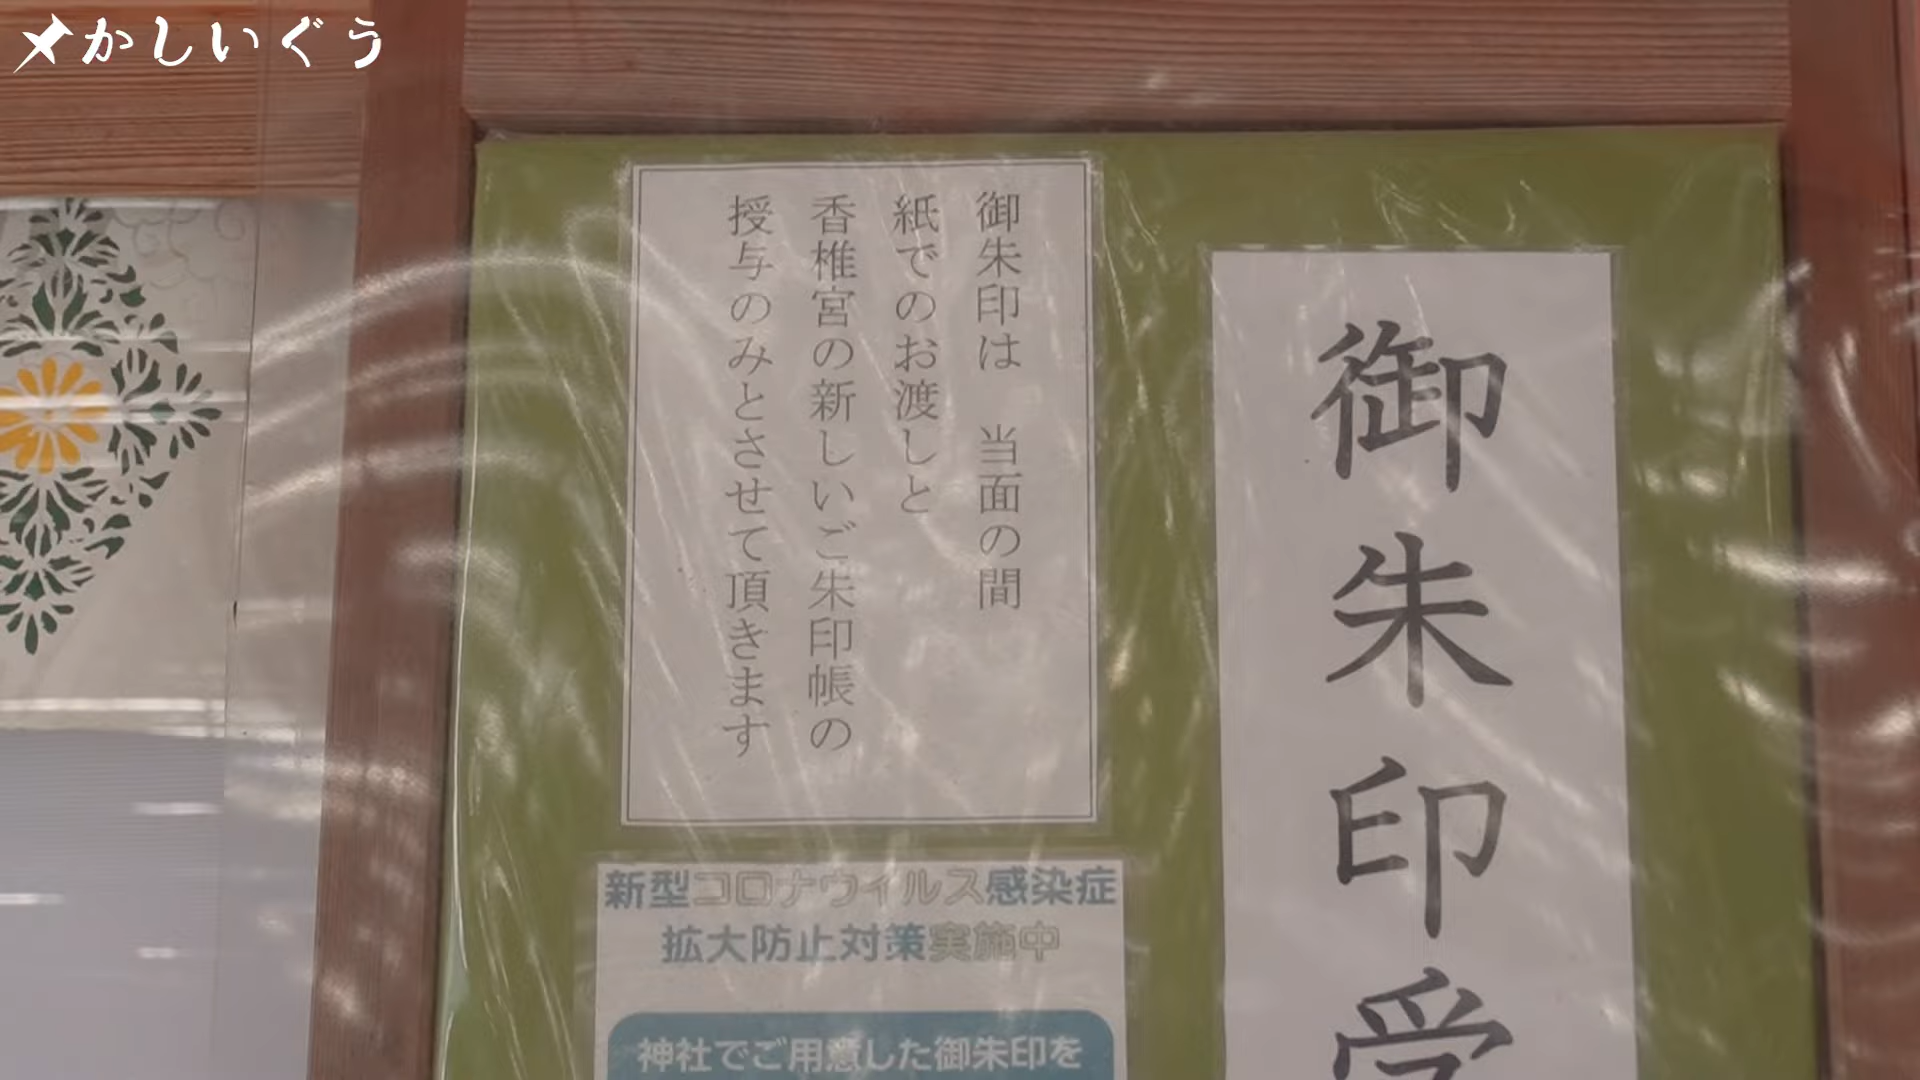 かしいぐう
御朱印受
御朱印は 当面の間
紙でのお渡しと
香椎宮の新しいご朱印帳の
授与のみとさせて頂きます
新型コロナウィルス感染症
拡大防止対策実施中
神社でご用意した御朱印を